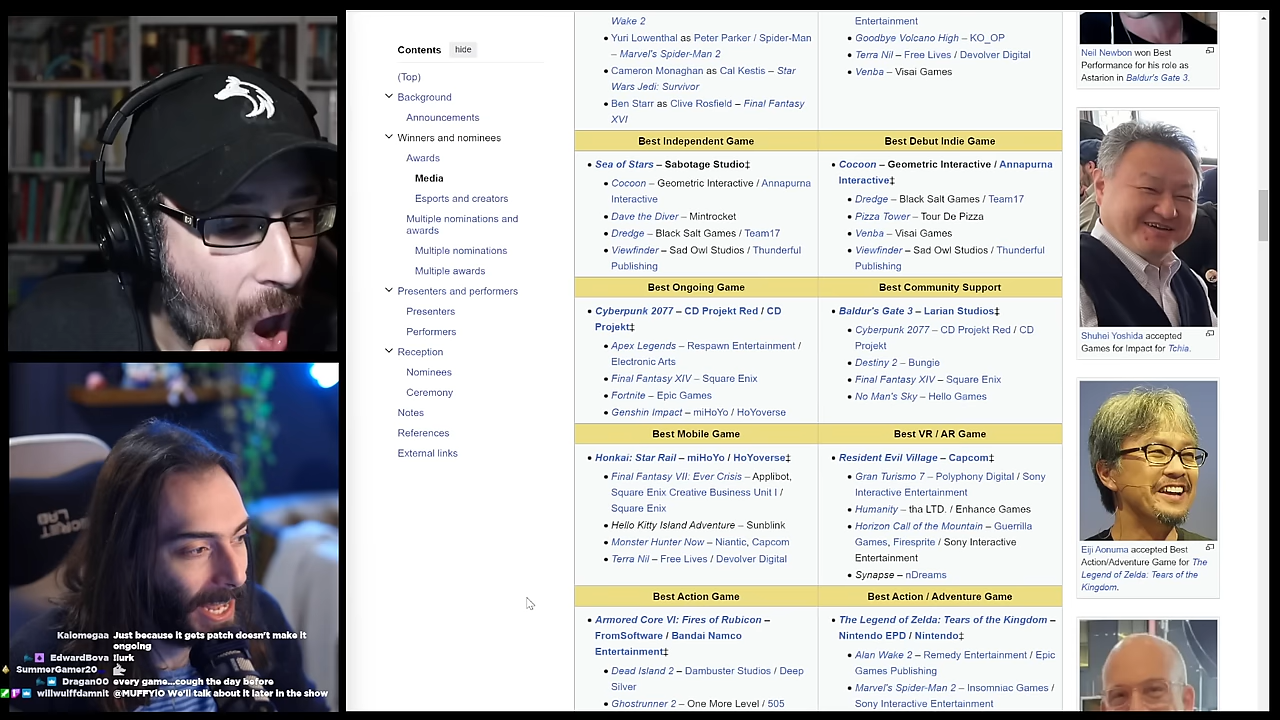 Contents hide
(Top)
Background
Announcements
Winners and nominees
Awards
Media
Esports and creators
Multiple nominations and
awards
Multiple nominations
Multiple awards
Presenters and performers
Presenters
Performers
Reception
Nominees
Ceremony
Notes
References
External links
Wake 2
Yuri Lowenthal as Peter Parker / Spider-Man
– Marvel's Spider-Man 2
Cameron Monaghan as Cal Kestis – Star
Wars Jedi: Survivor
Ben Starr as Clive Rosfield – Final Fantasy
XVI
Entertainment
Goodbye Volcano High – KO_OP
Terra Nil – Free Lives / Devolver Digital
Venba – Visai Games
Best Independent Game
Sea of Stars – Sabotage Studio‡
Cocoon – Geometric Interactive / Annapurna
Interactive
Dave the Diver – Mintrocket
Dredge – Black Salt Games / Team17
Viewfinder – Sad Owl Studios / Thunderful
Publishing
Best Debut Indie Game
Cocoon – Geometric Interactive / Annapurna
Interactive‡
Dredge – Black Salt Games / Team17
Pizza Tower – Tour De Pizza
Venba – Visai Games
Viewfinder – Sad Owl Studios / Thunderful
Publishing
Best Ongoing Game
Cyberpunk 2077 – CD Projekt Red / CD
Projekt‡
Apex Legends – Respawn Entertainment /
Electronic Arts
Final Fantasy XIV – Square Enix
Fortnite – Epic Games
Genshin Impact – miHoYo / HoYoverse
Best Community Support
Baldur's Gate 3 – Larian Studios‡
Cyberpunk 2077 – CD Projekt Red / CD
Projekt
Destiny 2 – Bungie
Final Fantasy XIV – Square Enix
No Man's Sky – Hello Games
Best Mobile Game
Honkai: Star Rail – miHoYo / HoYoverse‡
Final Fantasy VII: Ever Crisis – Applibot,
Square Enix Creative Business Unit I /
Square Enix
Hello Kitty Island Adventure – Sunblink
Monster Hunter Now – Niantic, Capcom
Terra Nil – Free Lives / Devolver Digital
Best VR / AR Game
Resident Evil Village – Capcom‡
Gran Turismo 7 – Polyphony Digital / Sony
Interactive Entertainment
Humanity – tha LTD. / Enhance Games
Horizon Call of the Mountain – Guerrilla
Games, Firesprite / Sony Interactive
Entertainment
Synapse – nDreams
Best Action Game
Armored Core VI: Fires of Rubicon –
FromSoftware / Bandai Namco
Entertainment‡
Dead Island 2 – Dambuster Studios / Deep
Silver
Ghostrunner 2 – One More Level / 505
Best Action / Adventure Game
The Legend of Zelda: Tears of the Kingdom –
Nintendo EPD / Nintendo‡
Alan Wake 2 – Remedy Entertainment / Epic
Games Publishing
Marvel's Spider-Man 2 – Insomniac Games /
Sony Interactive Entertainment
Neil Newbon won Best
Performance for his role as
Astarion in Baldur's Gate 3.
Shuhei Yoshida accepted
Games for Impact for Tchia.
Eiji Aonuma accepted Best
Action/Adventure Game for The
Legend of Zelda: Tears of the
Kingdom.
Kaiomegaa Just because it gets patch doesn't make it
ongoing
EdwardBova !lurk
SummerGamer20
Dragan00 every game...cough the day before
willwulffdamnit @MUFFYIO We'll talk about it later in the show